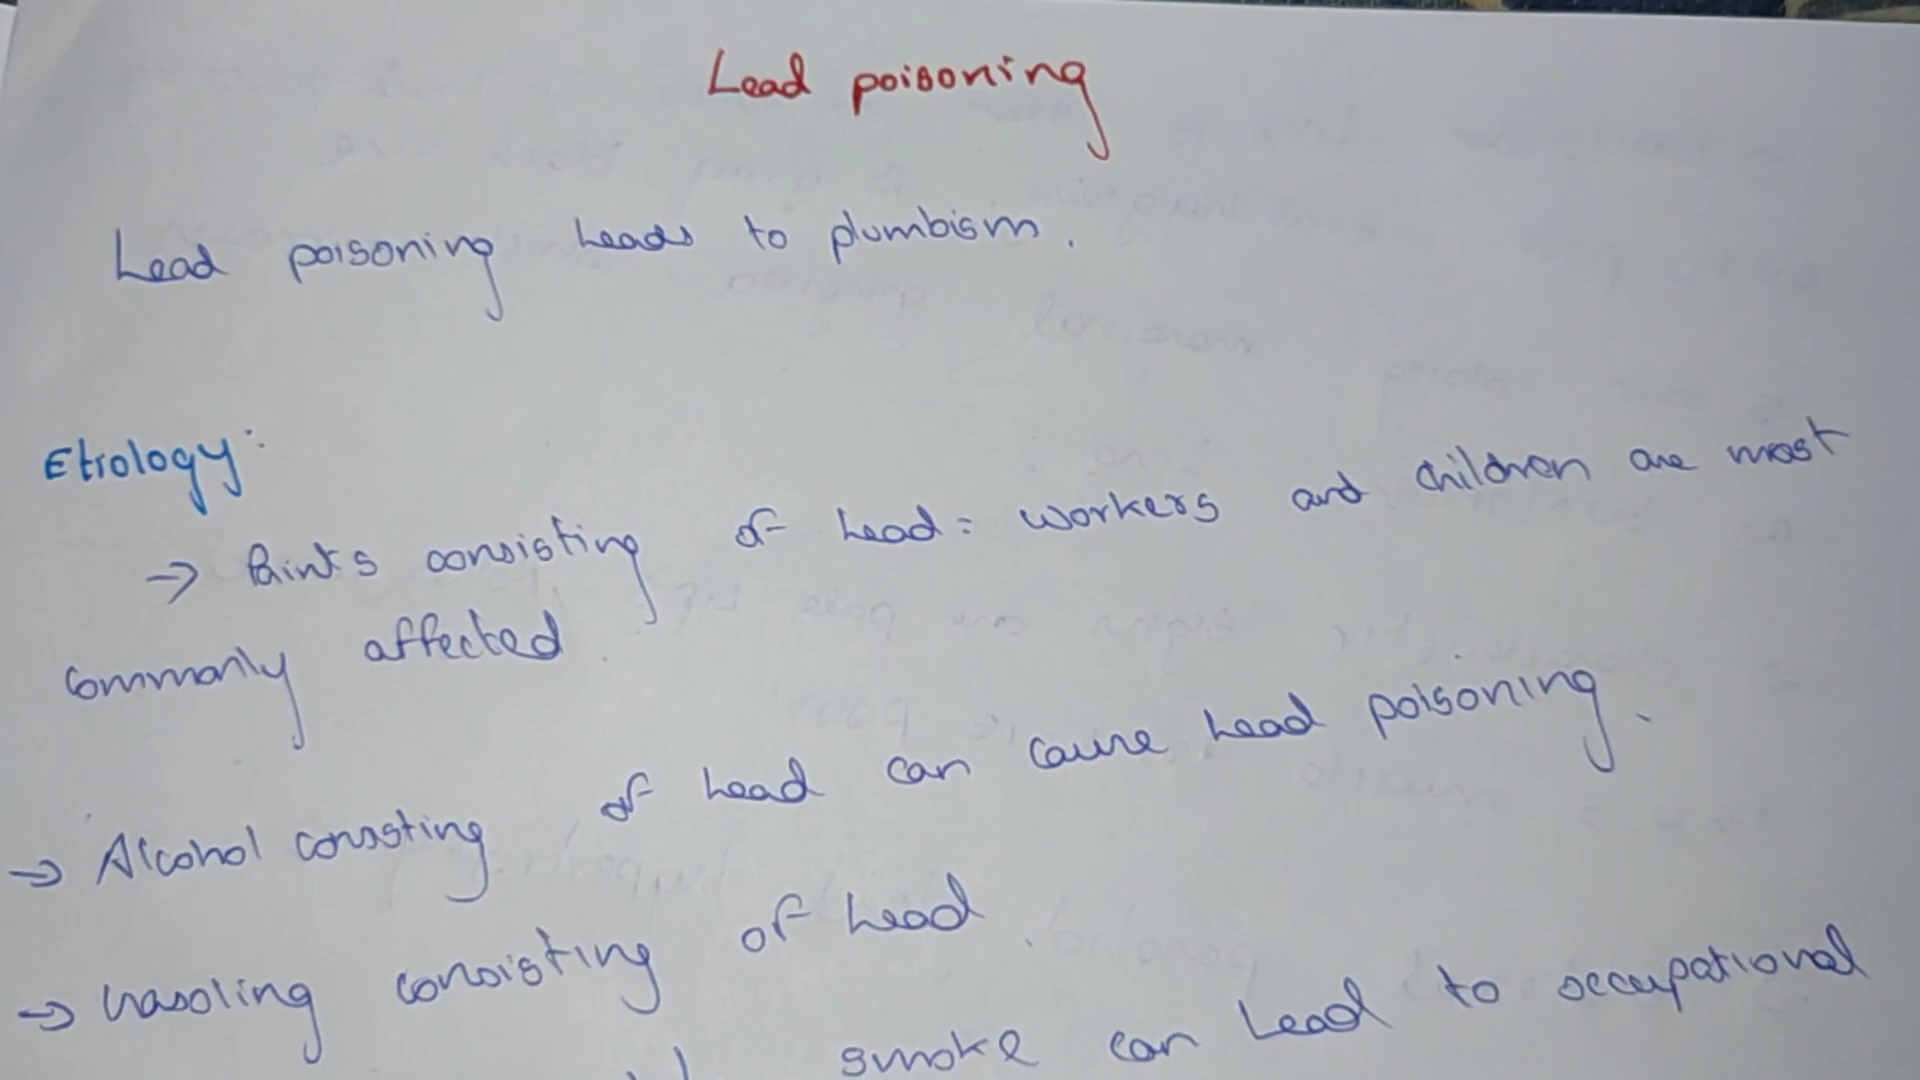 Lead poisoning
Lead poisoning leads to plumbism.
Etiology:
→ Paints consisting of lead: workers and children are most
commonly affected
→ Alcohol consisting of lead can cause lead poisoning.
→ Gasoling consisting of lead.
smoke can lead to occupational